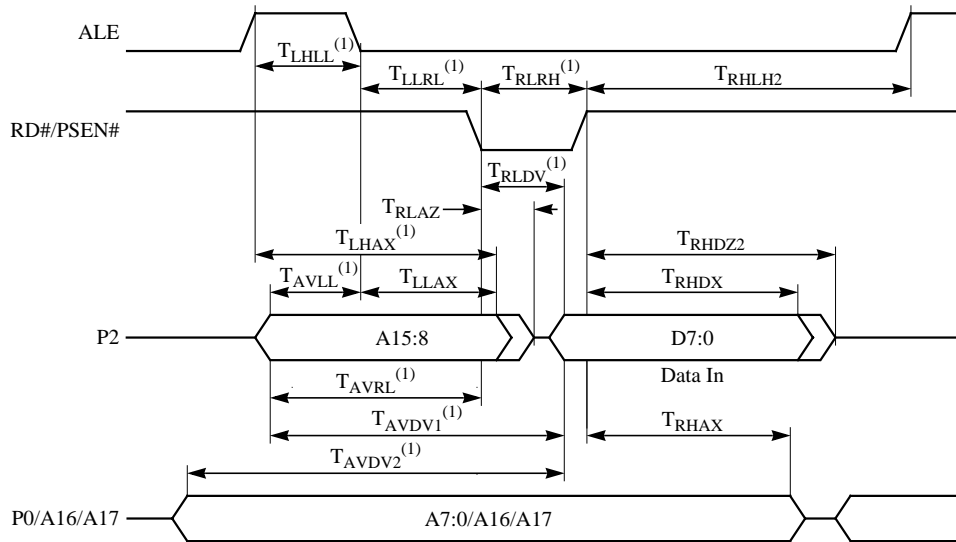 ALE
T_LHLL^(1)
T_LLRL^(1) T_RLRH^(1) T_RHLH2
RD#/PSEN#
T_RLDV^(1)
T_RLAZ
T_LHAX^(1) T_RHDZ2
T_AVLL^(1) T_LLAX T_RHDX
P2 A15:8 D7:0
Data In
T_AVRL^(1)
T_AVDV1^(1) T_RHAX
T_AVDV2^(1)
P0/A16/A17 A7:0/A16/A17